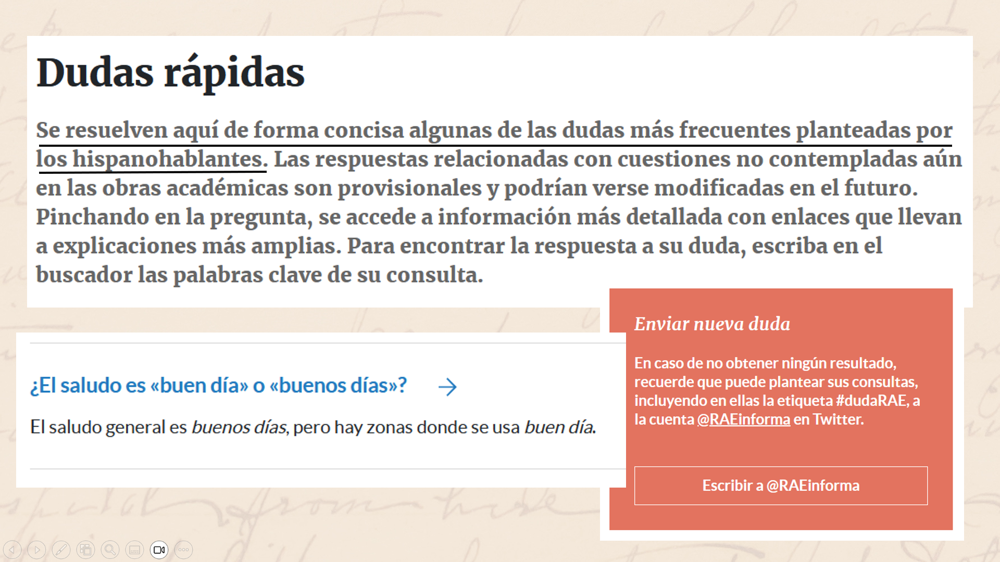 Dudas rápidas
Se resuelven aquí de forma concisa algunas de las dudas más frecuentes planteadas por
los hispanohablantes. Las respuestas relacionadas con cuestiones no contempladas aún
en las obras académicas son provisionales y podrían verse modificadas en el futuro.
Pinchando en la pregunta, se accede a información más detallada con enlaces que llevan
a explicaciones más amplias. Para encontrar la respuesta a su duda, escriba en el
buscador las palabras clave de su consulta.
¿El saludo es «buen día» o «buenos días»?
El saludo general es buenos días, pero hay zonas donde se usa buen día.
Enviar nueva duda
En caso de no obtener ningún resultado,
recuerde que puede plantear sus consultas,
incluyendo en ellas la etiqueta #dudaRAE, a
la cuenta @RAEinforma en Twitter.
Escribir a @RAEinforma
from here